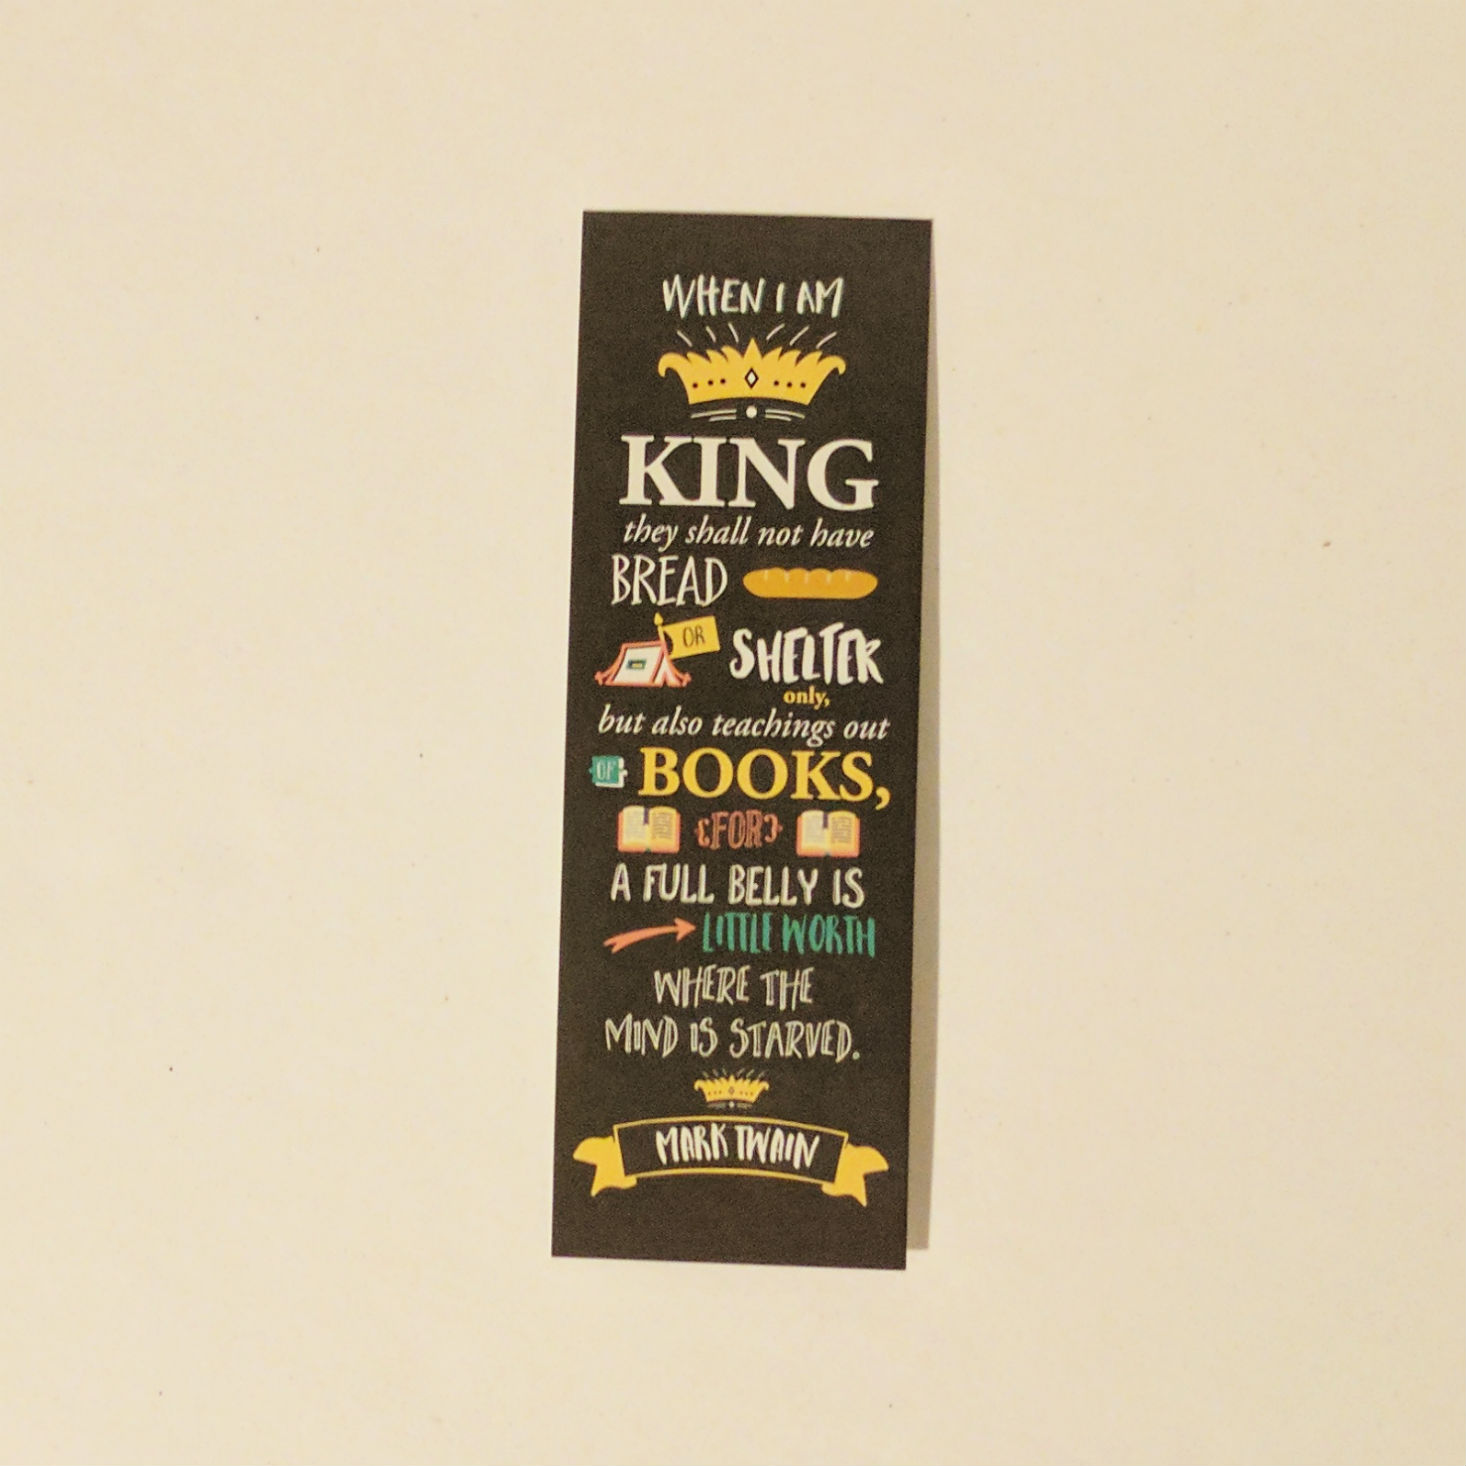 WHEN I AM
KING
they shall not have
BREAD
OR SHELTER
only,
but also teachings out
OF BOOKS,
FOR
A FULL BELLY IS
LITTLE WORTH
WHERE THE
MIND IS STARVED.
MARK TWAIN